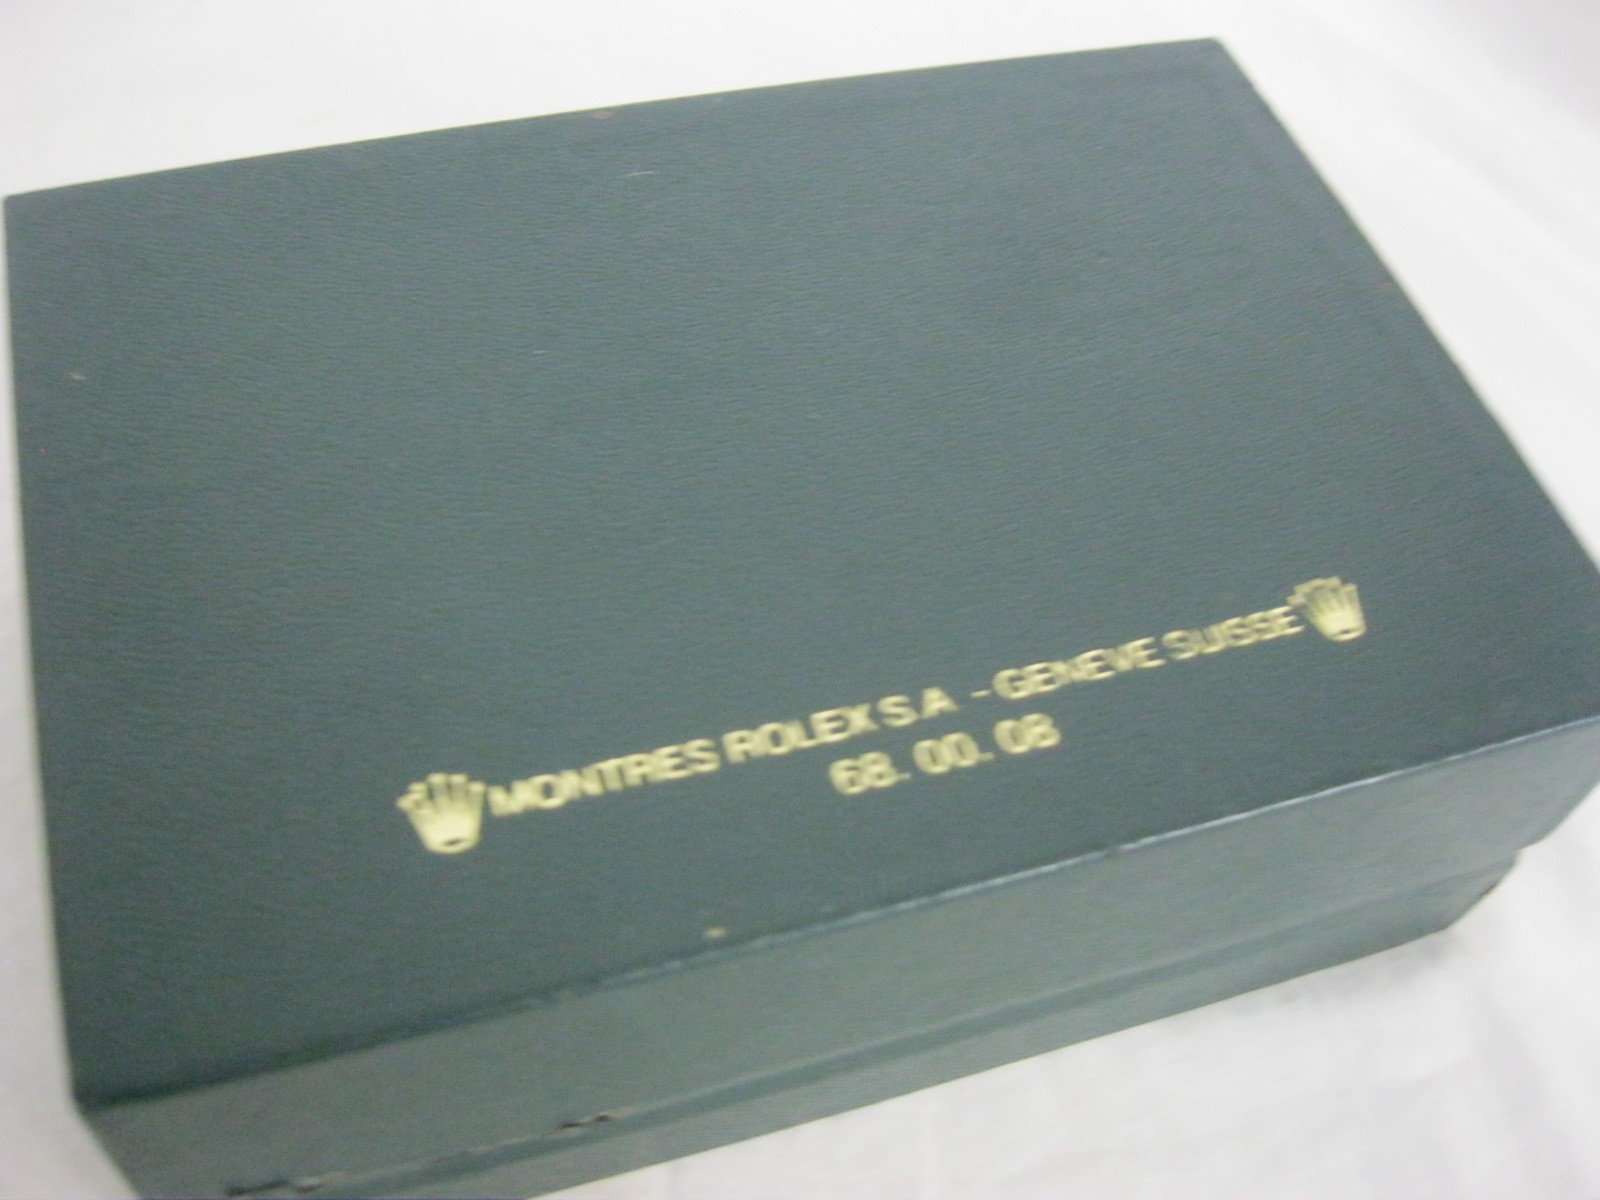 MONTRES ROLEX S.A - GENEVE SUISSE
68. 00. 08